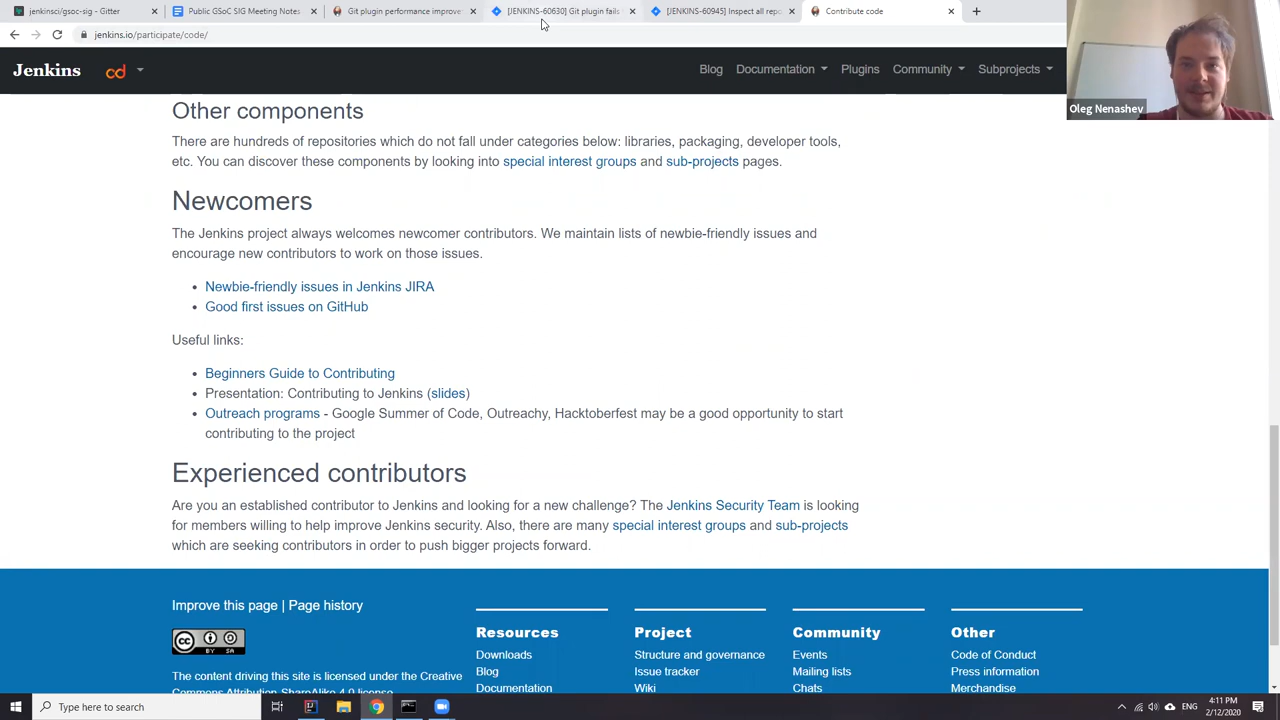 jenkinsci/gsoc-sig - Gitter
Public GSoC SIG Meeting Notes
Git plugin performance improve
[JENKINS-60630] Git plugin fails
[JENKINS-60945] Inspect all repo
Contribute code
jenkins.io/participate/code/
Jenkins
cd
Blog
Documentation
Plugins
Community
Subprojects
Oleg Nenashev
Other components
There are hundreds of repositories which do not fall under categories below: libraries, packaging, developer tools,
etc. You can discover these components by looking into special interest groups and sub-projects pages.
Newcomers
The Jenkins project always welcomes newcomer contributors. We maintain lists of newbie-friendly issues and
encourage new contributors to work on those issues.
• Newbie-friendly issues in Jenkins JIRA
• Good first issues on GitHub
Useful links:
• Beginners Guide to Contributing
• Presentation: Contributing to Jenkins (slides)
• Outreach programs - Google Summer of Code, Outreachy, Hacktoberfest may be a good opportunity to start
contributing to the project
Experienced contributors
Are you an established contributor to Jenkins and looking for a new challenge? The Jenkins Security Team is looking
for members willing to help improve Jenkins security. Also, there are many special interest groups and sub-projects
which are seeking contributors in order to push bigger projects forward.
Improve this page | Page history
CC BY SA
The content driving this site is licensed under the Creative
Commons Attribution-ShareAlike 4.0 license
Resources
Downloads
Blog
Documentation
Project
Structure and governance
Issue tracker
Wiki
Community
Events
Mailing lists
Chats
Other
Code of Conduct
Press information
Merchandise
Type here to search
ENG
4:11 PM
2/12/2020